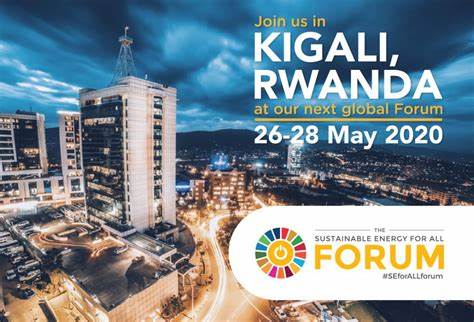 Join us in
KIGALI,
RWANDA
at our next global Forum
26-28 May 2020
THE
SUSTAINABLE ENERGY FOR ALL
FORUM
#SEforALLforum